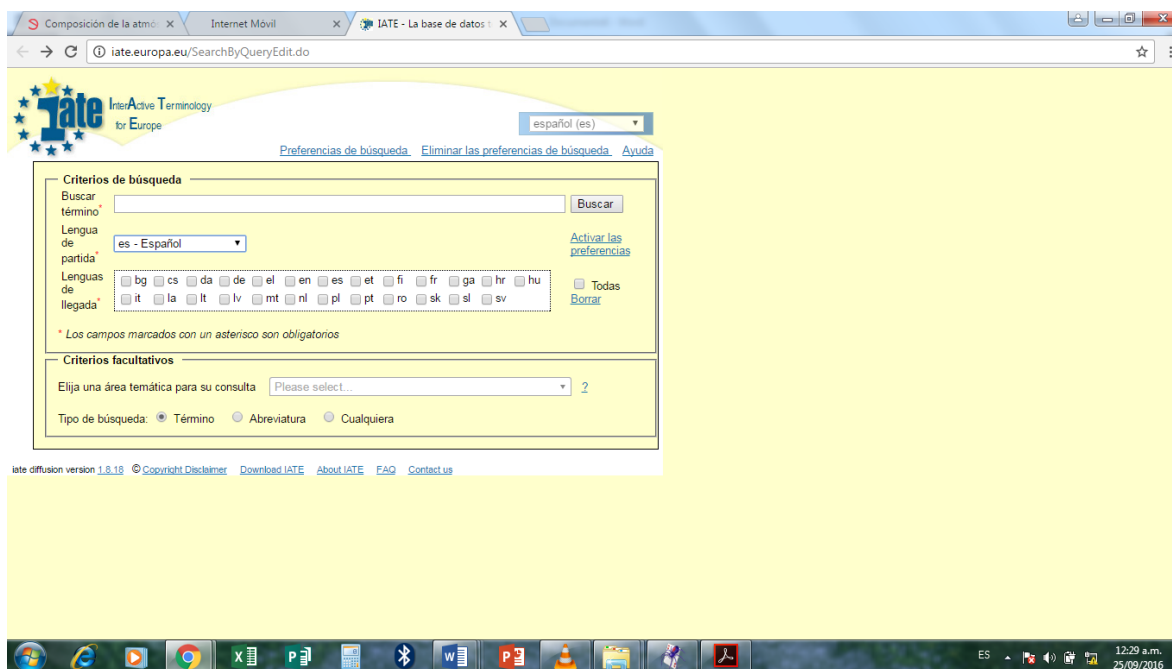 Composición de la atmó
Internet Móvil
IATE - La base de datos t
iate.europa.eu/SearchByQueryEdit.do
iate InterActive Terminology
for Europe
español (es)
Preferencias de búsqueda Eliminar las preferencias de búsqueda Ayuda
Criterios de búsqueda
Buscar
término*
Buscar
Lengua
de
partida*
es - Español
Activar las
preferencias
Lenguas
de
llegada*
bg cs da de el en es et fi fr ga hr hu
it la lt lv mt nl pl pt ro sk sl sv
Todas
Borrar
* Los campos marcados con un asterisco son obligatorios
Criterios facultativos
Elija una área temática para su consulta Please select... ?
Tipo de búsqueda: Término Abreviatura Cualquiera
iate diffusion version 1.8.18 © Copyright Disclaimer Download IATE About IATE FAQ Contact us
ES
12:29 a.m.
25/09/2016